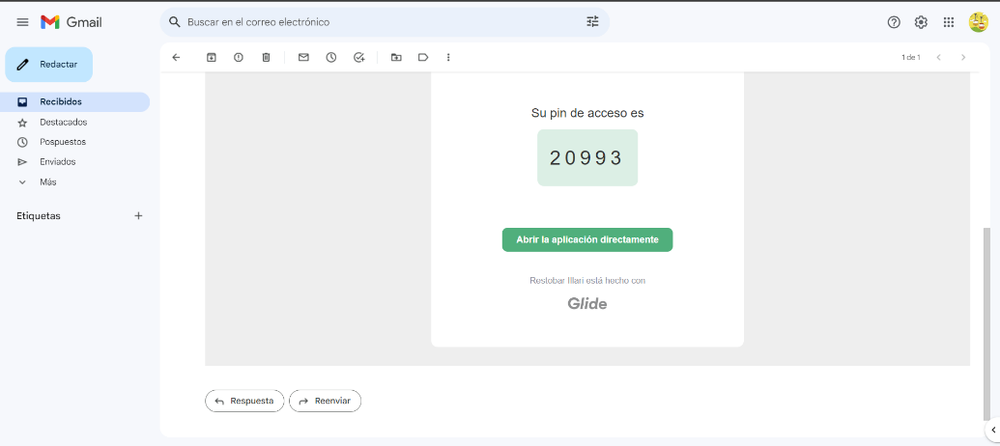 Gmail
Buscar en el correo electrónico
Redactar
1 de 1
Recibidos
Destacados
Pospuestos
Enviados
Más
Etiquetas
Su pin de acceso es
20993
Abrir la aplicación directamente
Restobar Illari está hecho con
Glide
Respuesta
Reenviar